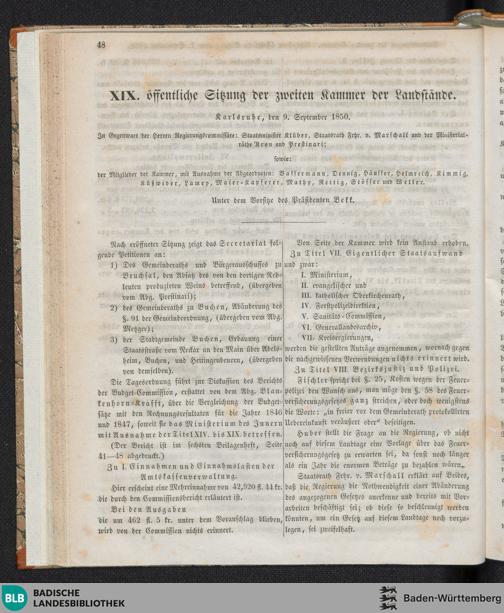 48
XIX. öffentliche Sitzung der zweiten Kammer der Landstände.
Karlsruhe, den 9. September 1850.
In Gegenwart der Herren Regierungskommissäre: Staatsminister Klüber, Staatsrath Frhr. v. Marschall und der Ministerial-
räthe Aron und Prestinari;
sowie:
der Mitglieder der Kammer, mit Ausnahme der Abgeordneten: Bassermann, Dennig, Häusser, Helmreich, Kimmig,
Küßwieder, Lamey, Maier-Kapferer, Mathy, Rettig, Stösser und Weller.
Unter dem Vorsitze des Präsidenten Bekk.
Nach eröffneter Sitzung zeigt das Secretariat fol-
gende Petitionen an:
1) Des Gemeinderaths und Bürgerausschusses zu
Bruchsal, den Absatz des von den dortigen Reb-
leuten produzirten Weins betreffend, (übergeben
vom Abg. Prestinari);
2) des Gemeinderaths zu Buchen, Abänderung des
§. 91 der Gemeindeordnung, (übergeben vom Abg.
Metzger);
3) der Stadtgemeinde Buchen, Erbauung einer
Staatsstraße vom Neckar an den Main über Adels-
heim, Buchen, und Hettingenbeuern, (übergeben
von demselben).
Die Tagesordnung führt zur Diskussion des Berichts
der Budget-Commission, erstattet von dem Abg. Blan-
kenhorn-Krafft, über die Vergleichung der Budget-
sätze mit den Rechnungsresultaten für die Jahre 1846
und 1847, soweit sie das Ministerium des Innern
mit Ausnahme der Titel XIV. bis XIX. betreffen.
(Der Bericht ist im sechsten Beilagenheft, Seite
41—48 abgedruckt.)
Zu I. Einnahmen und Einnahmslasten der
Amtskassenverwaltung.
Hier erscheint eine Mehreinnahme von 42,920 fl. 44 kr.
die durch den Commissionsbericht erläutert ist.
Bei den Ausgaben
die um 462 fl. 5 kr. unter dem Voranschlag blieben,
wird von der Commission nichts erinnert.
Von Seite der Kammer wird kein Anstand erhoben.
Zu Titel VII. Eigentlicher Staatsaufwand
und zwar:
I. Ministerium,
II. evangelischer und
III. katholischer Oberkirchenrath,
IV. Forstpolizeidirektion,
V. Sanitäts-Commission,
VI. Generallandesarchiv,
VII. Kreisregierungen,
werden die gestellten Anträge angenommen, wornach gegen
die nachgewiesenen Verwendungen nichts erinnert wird.
Zu Titel VIII. Bezirksjustiz und Polizei.
Fischler spricht bei §. 25, Kosten wegen der Feuer-
polizei den Wunsch aus, man möge den §. 58 des Feuer-
versicherungsgesetzes ganz streichen, oder doch wenigstens
die Worte: „in freier vor dem Gemeinderath protokollirten
Uebereinkunft verändert oder“ beseitigen.
Huber stellt die Frage an die Regierung, ob nicht
noch auf diesem Landtage eine Vorlage über das Feuer-
versicherungsgesetz zu erwarten sei, da sonst noch länger
als ein Jahr die enormen Beträge zu bezahlen wären.
Staatsrath Frhr. v. Marschall erklärt auf Beides,
daß die Regierung die Nothwendigkeit einer Abänderung
des angezogenen Gesetzes anerkenne und bereits mit Vor-
arbeiten beschäftigt sei; ob diese so beschleunigt werden
könnten, um ein Gesetz auf diesem Landtage noch vorzu-
legen, sei zweifelhaft.
BLB BADISCHE
LANDESBIBLIOTHEK
Baden-Württemberg